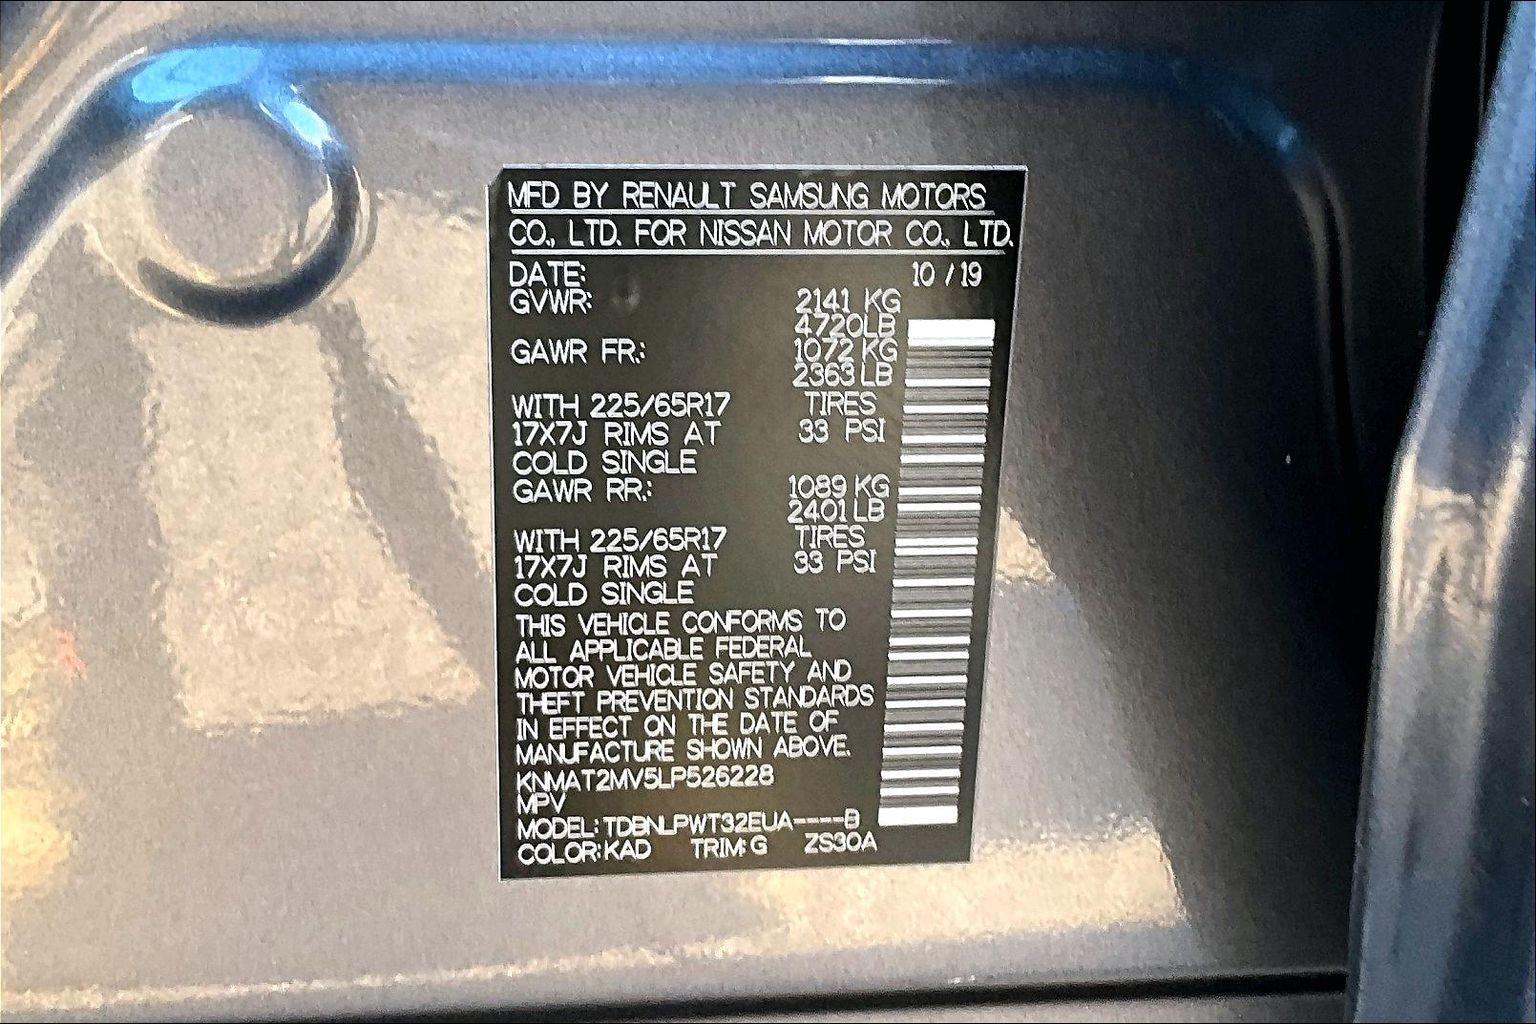 MFD BY RENAULT SAMSUNG MOTORS
CO., LTD. FOR NISSAN MOTOR CO., LTD.
DATE: 10 / 19
GVWR: 2141 KG
4720LB
GAWR FR.: 1072 KG
2363 LB
WITH 225/65R17 TIRES
17X7J RIMS AT 33 PSI
COLD SINGLE
GAWR RR.: 1089 KG
2401 LB
WITH 225/65R17 TIRES
17X7J RIMS AT 33 PSI
COLD SINGLE
THIS VEHICLE CONFORMS TO
ALL APPLICABLE FEDERAL
MOTOR VEHICLE SAFETY AND
THEFT PREVENTION STANDARDS
IN EFFECT ON THE DATE OF
MANUFACTURE SHOWN ABOVE.
KNMAT2MV5LP526228
MPV
MODEL: TDBNLPWT32EUA----B
COLOR: KAD TRIM: G ZS30A